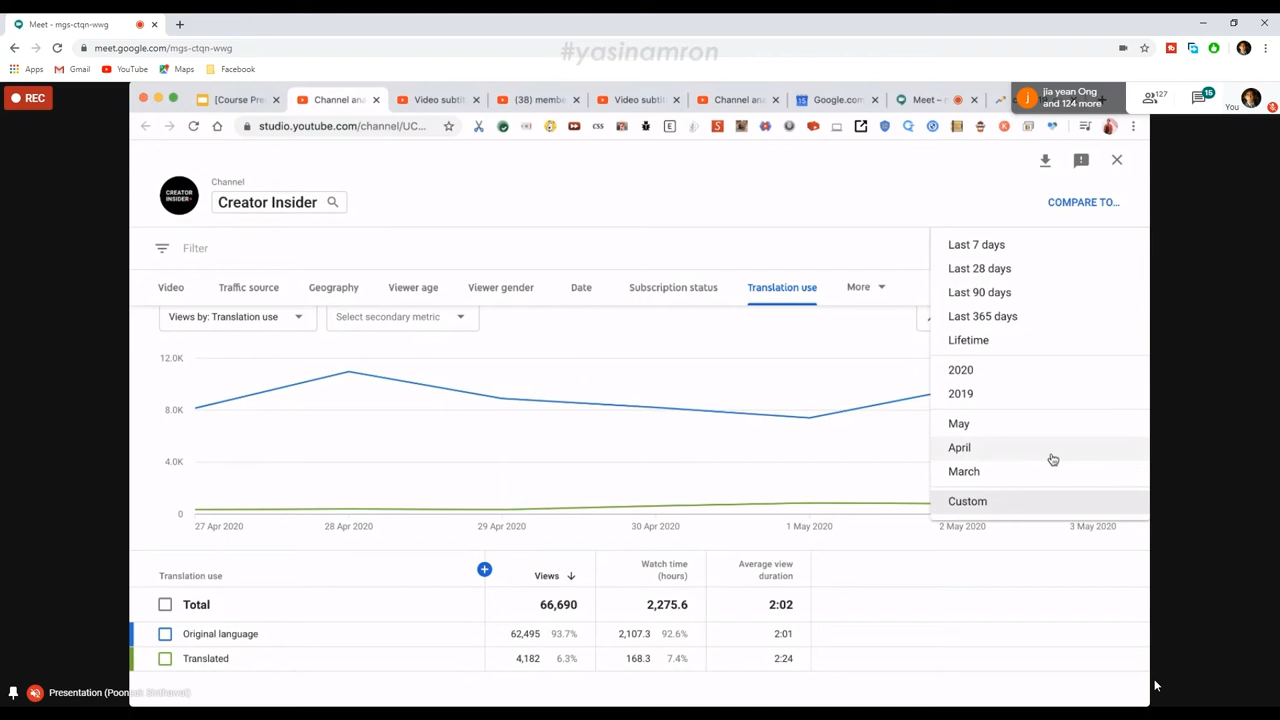 Meet - mgs-ctqn-wwg
meet.google.com/mgs-ctqn-wwg
#yasinamron
Apps Gmail YouTube Maps Facebook
REC
[Course Pre
Channel ana
Video subtit
(38) membe
Video subtit
Channel ana
Google.com
Meet –
jia yean Ong
and 124 more
127
15
You
studio.youtube.com/channel/UC...
CREATOR
INSIDER
Channel
Creator Insider
COMPARE TO...
Filter
Last 7 days
Last 28 days
Last 90 days
Last 365 days
Lifetime
2020
2019
May
April
March
Custom
Video Traffic source Geography Viewer age Viewer gender Date Subscription status Translation use More
Views by: Translation use Select secondary metric
12.0K
8.0K
4.0K
0
27 Apr 2020 28 Apr 2020 29 Apr 2020 30 Apr 2020 1 May 2020 2 May 2020 3 May 2020
Translation use Views Watch time (hours) Average view duration
Total 66,690 2,275.6 2:02
Original language 62,495 93.7% 2,107.3 92.6% 2:01
Translated 4,182 6.3% 168.3 7.4% 2:24
Presentation